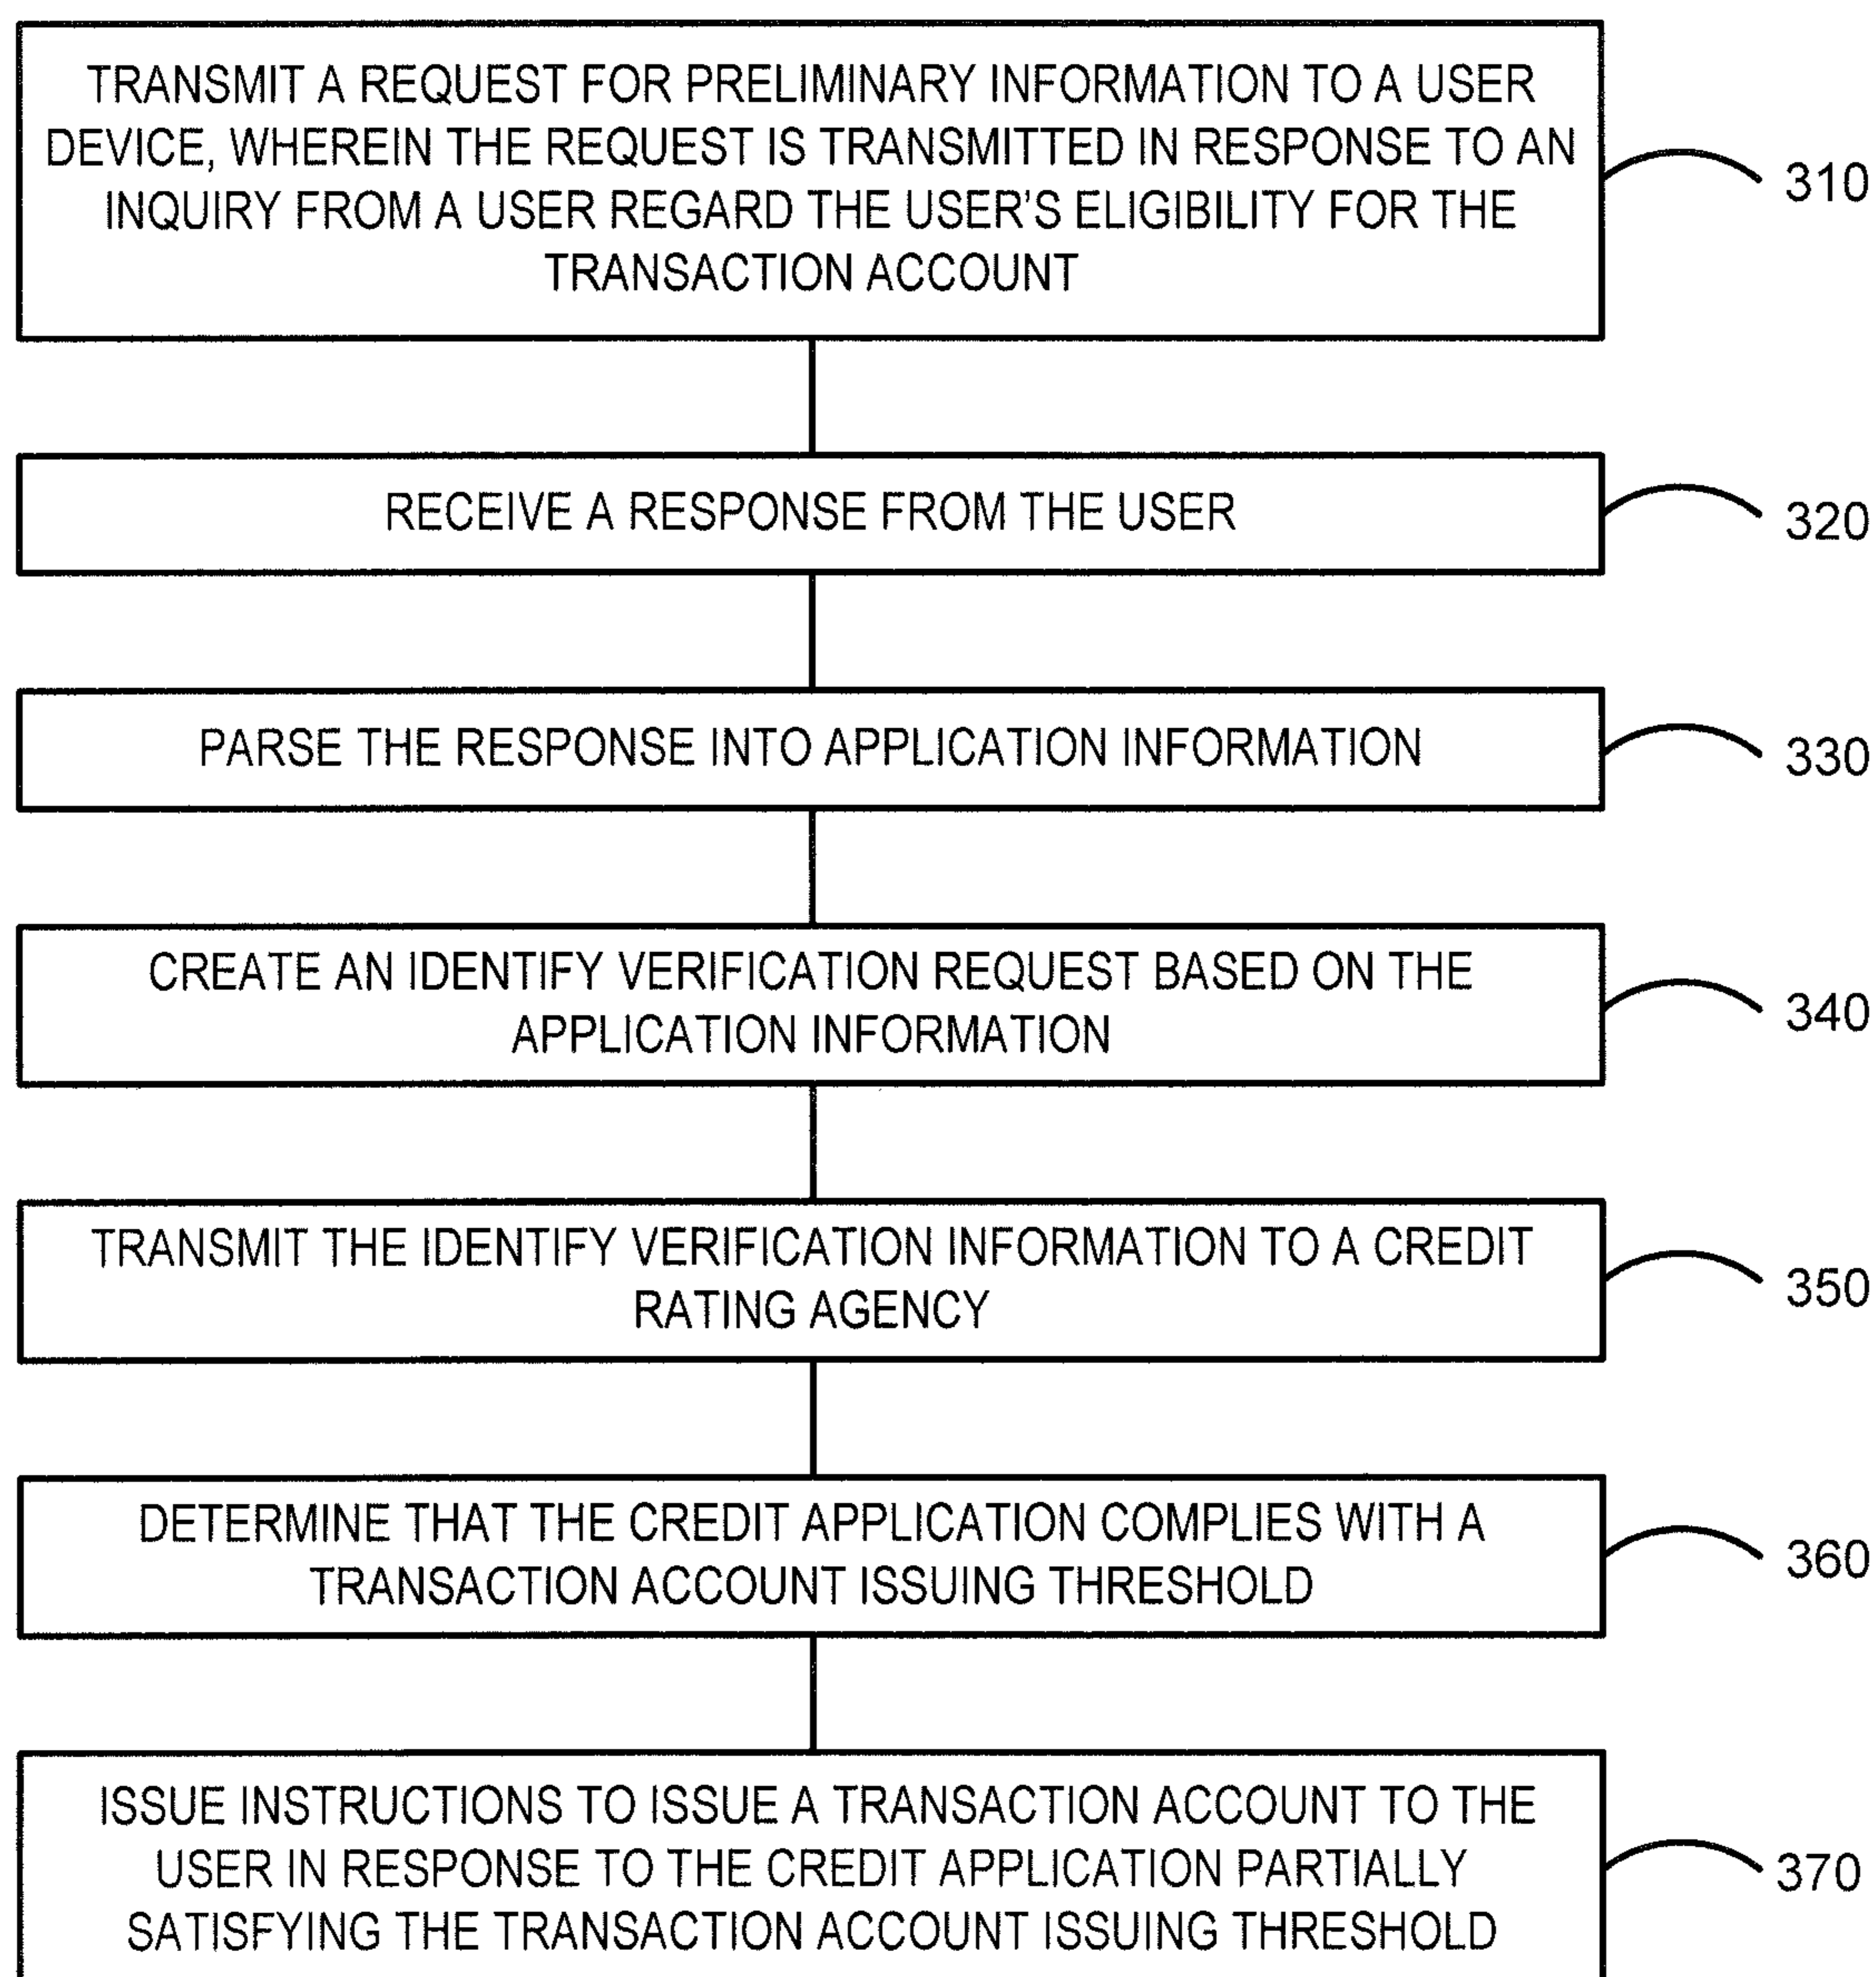 TRANSMIT A REQUEST FOR PRELIMINARY INFORMATION TO A USER
DEVICE, WHEREIN THE REQUEST IS TRANSMITTED IN RESPONSE TO AN
INQUIRY FROM A USER REGARD THE USER'S ELIGIBILITY FOR THE
TRANSACTION ACCOUNT
310
RECEIVE A RESPONSE FROM THE USER
320
PARSE THE RESPONSE INTO APPLICATION INFORMATION
330
CREATE AN IDENTIFY VERIFICATION REQUEST BASED ON THE
APPLICATION INFORMATION
340
TRANSMIT THE IDENTIFY VERIFICATION INFORMATION TO A CREDIT
RATING AGENCY
350
DETERMINE THAT THE CREDIT APPLICATION COMPLIES WITH A
TRANSACTION ACCOUNT ISSUING THRESHOLD
360
ISSUE INSTRUCTIONS TO ISSUE A TRANSACTION ACCOUNT TO THE
USER IN RESPONSE TO THE CREDIT APPLICATION PARTIALLY
SATISFYING THE TRANSACTION ACCOUNT ISSUING THRESHOLD
370